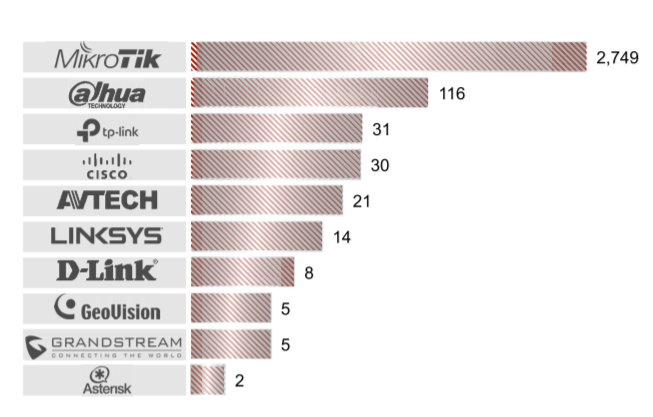 MikroTik 2,749
alhua 116
TECHNOLOGY
tp-link 31
CISCO 30
AVTECH 21
LINKSYS 14
D-Link® 8
GeoVision 5
GRANDSTREAM 5
CONNECTING THE WORLD
Asterisk 2